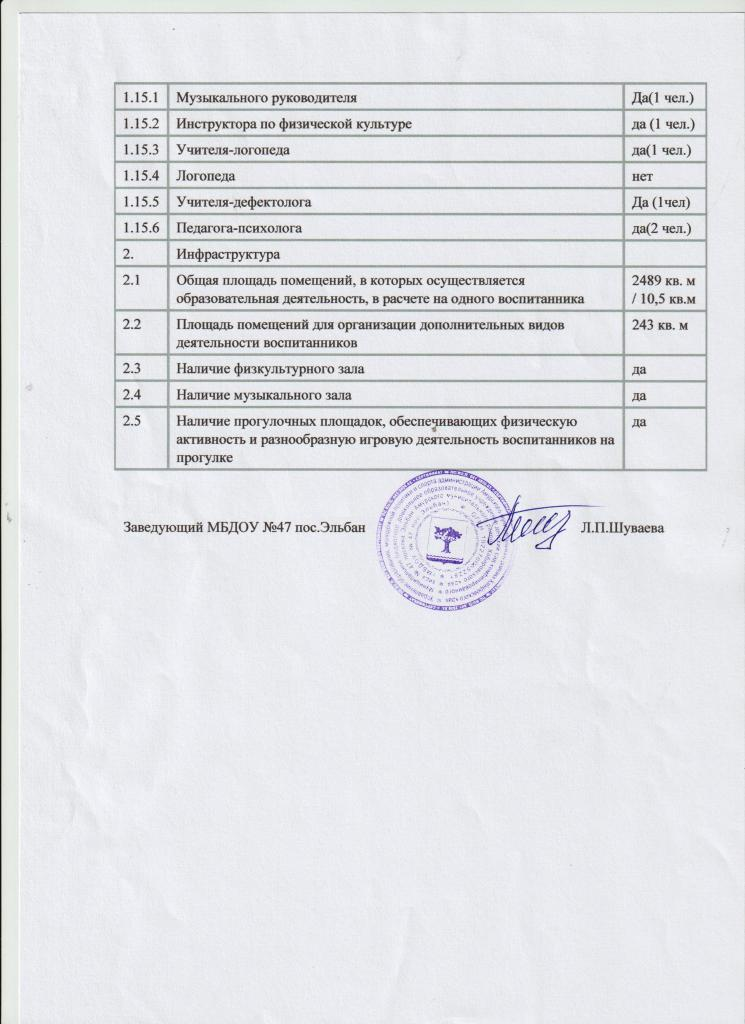 1.15.1 Музыкального руководителя Да(1 чел.)
1.15.2 Инструктора по физической культуре да (1 чел.)
1.15.3 Учителя-логопеда да(1 чел.)
1.15.4 Логопеда нет
1.15.5 Учителя-дефектолога Да (1чел)
1.15.6 Педагога-психолога да(2 чел.)
2. Инфраструктура
2.1 Общая площадь помещений, в которых осуществляется 2489 кв. м
образовательная деятельность, в расчете на одного воспитанника / 10,5 кв.м
2.2 Площадь помещений для организации дополнительных видов 243 кв. м
деятельности воспитанников
2.3 Наличие физкультурного зала да
2.4 Наличие музыкального зала да
2.5 Наличие прогулочных площадок, обеспечивающих физическую да
активность и разнообразную игровую деятельность воспитанников на
прогулке
Заведующий МБДОУ №47 пос.Эльбан Л.П.Шуваева